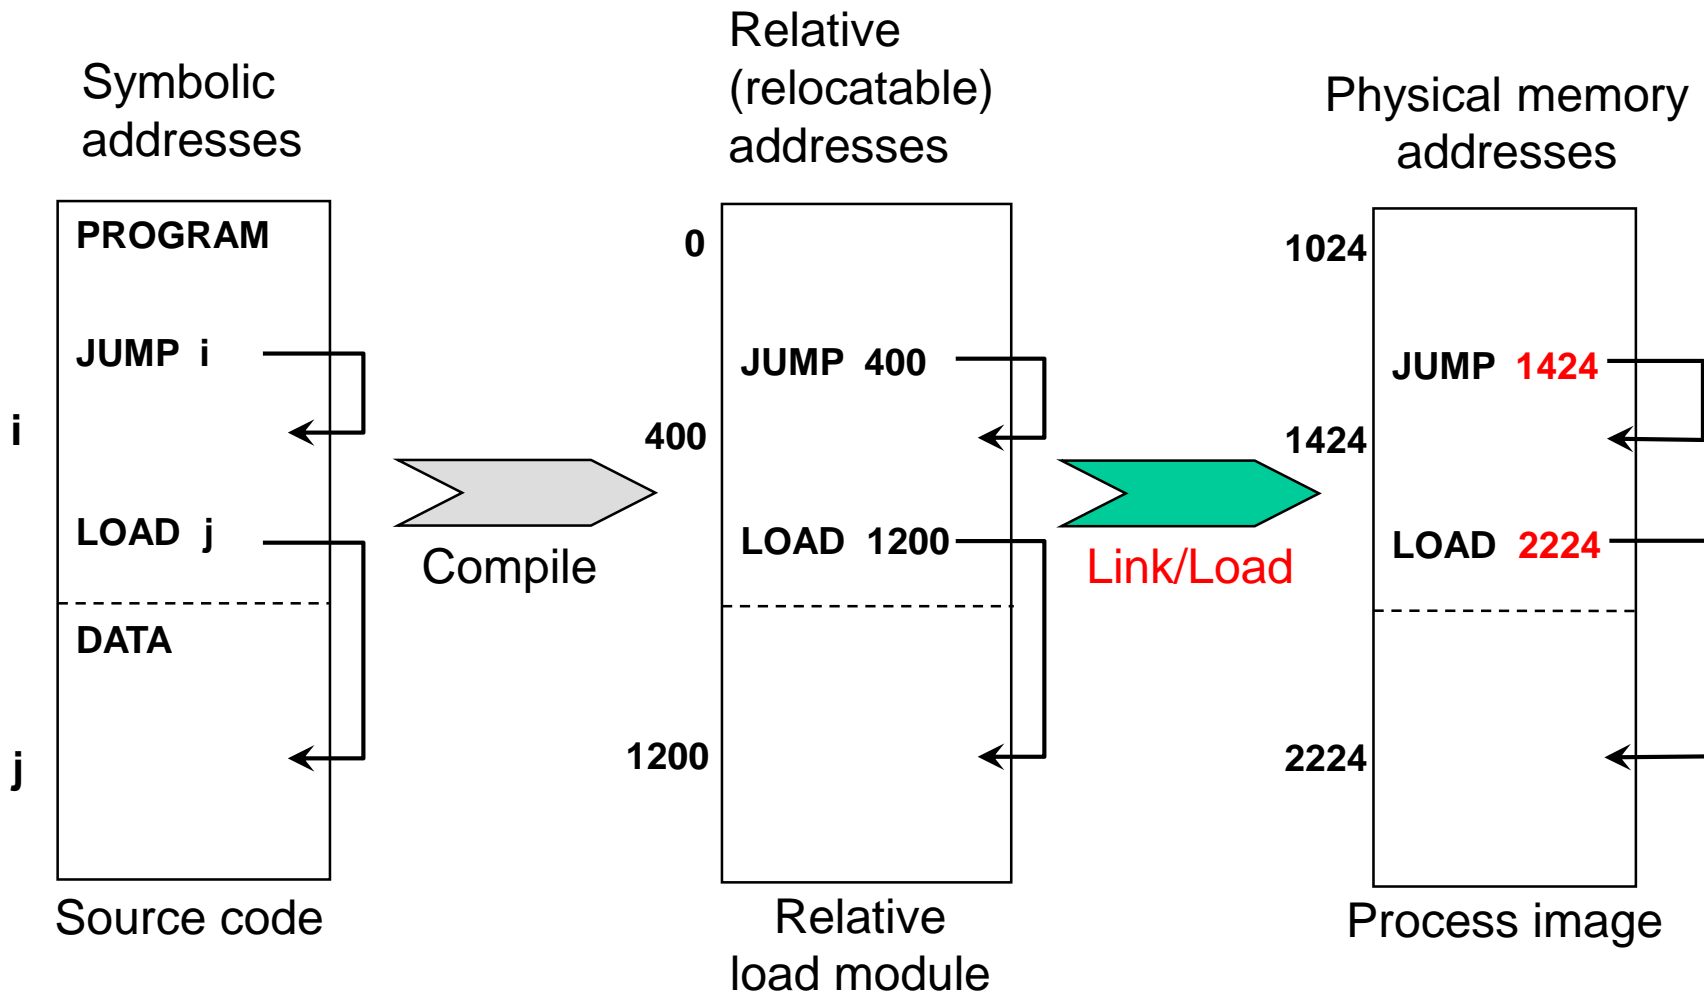 Symbolic
addresses
PROGRAM
JUMP i
i
LOAD j
DATA
j
Source code
Compile
Relative
(relocatable)
addresses
0
JUMP 400
400
LOAD 1200
1200
Relative
load module
Link/Load
Physical memory
addresses
1024
JUMP 1424
1424
LOAD 2224
2224
Process image